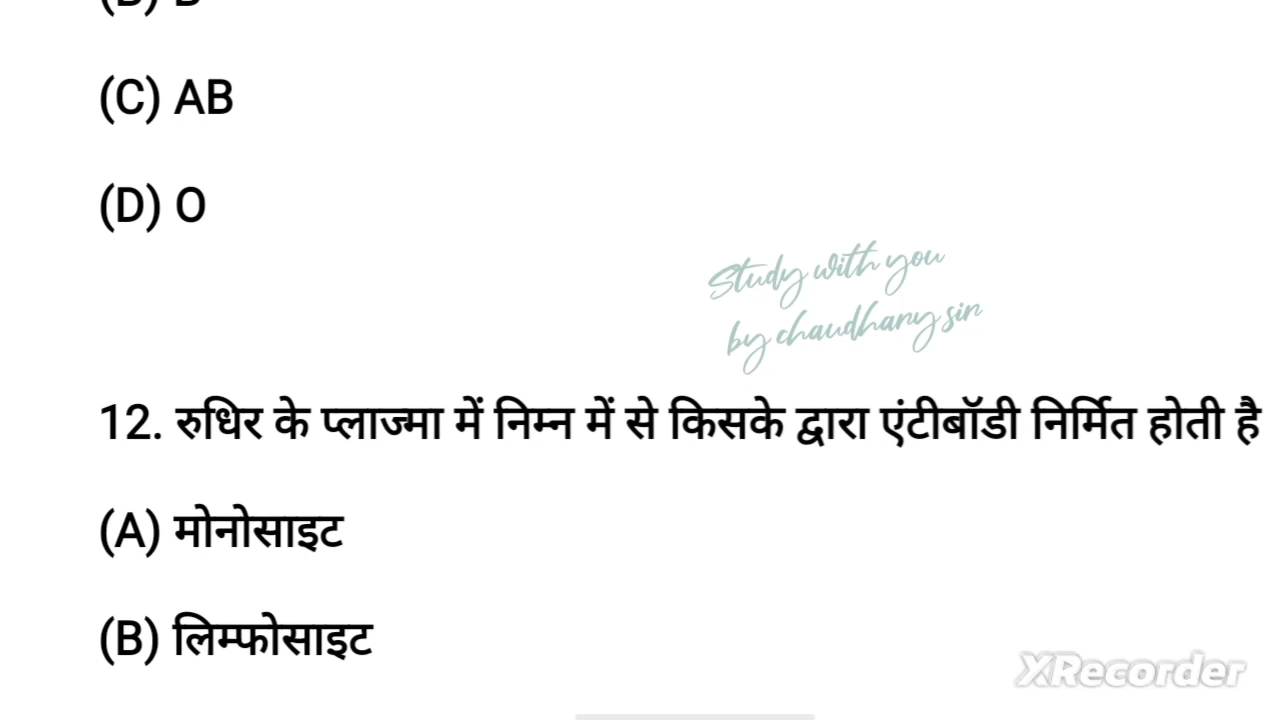 (B) B
(C) AB
(D) O
Study with you
by chaudhary sir
12. रुधिर के प्लाज्मा में निम्न में से किसके द्वारा एंटीबॉडी निर्मित होती है
(A) मोनोसाइट
(B) लिम्फोसाइट
XRecorder